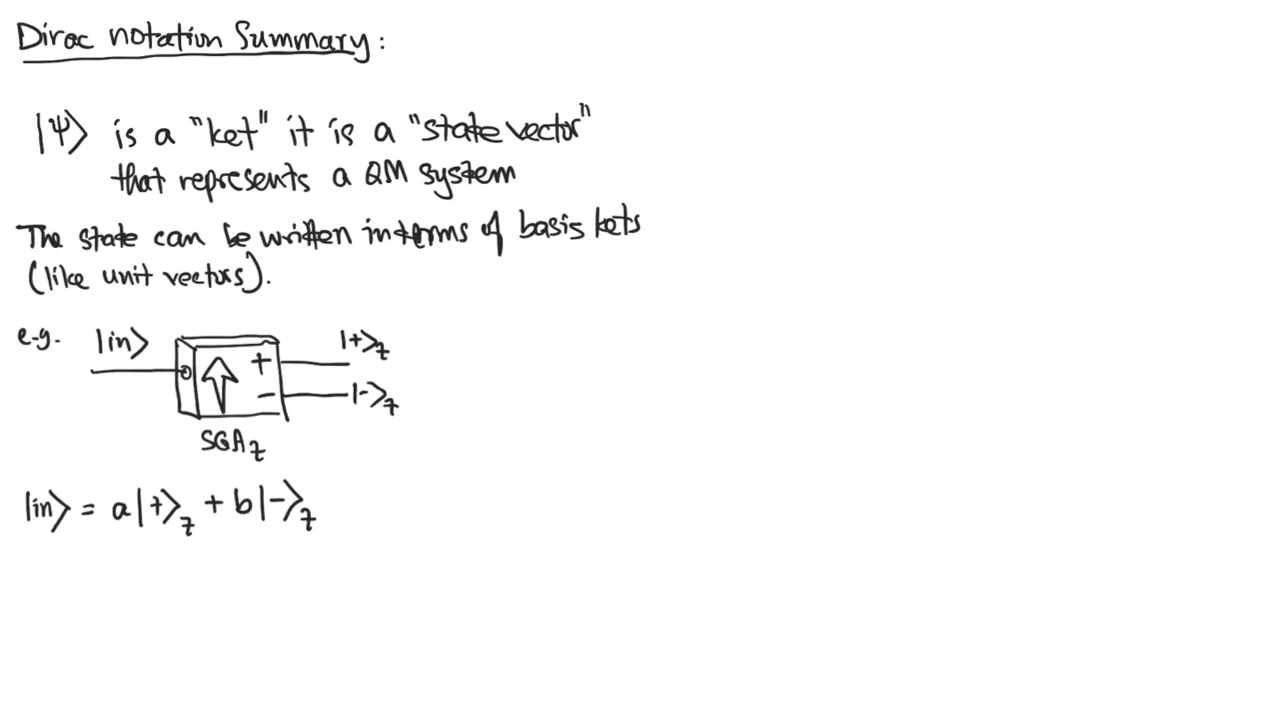 Dirac notation Summary:
|Ψ⟩ is a "ket" it is a "state vector"
that represents a QM system
The state can be written in terms of basis kets
(like unit vectors).
e.g. |in⟩ + − |+⟩z
|−⟩z
SGAz
|in⟩ = a|+⟩z + b|−⟩z